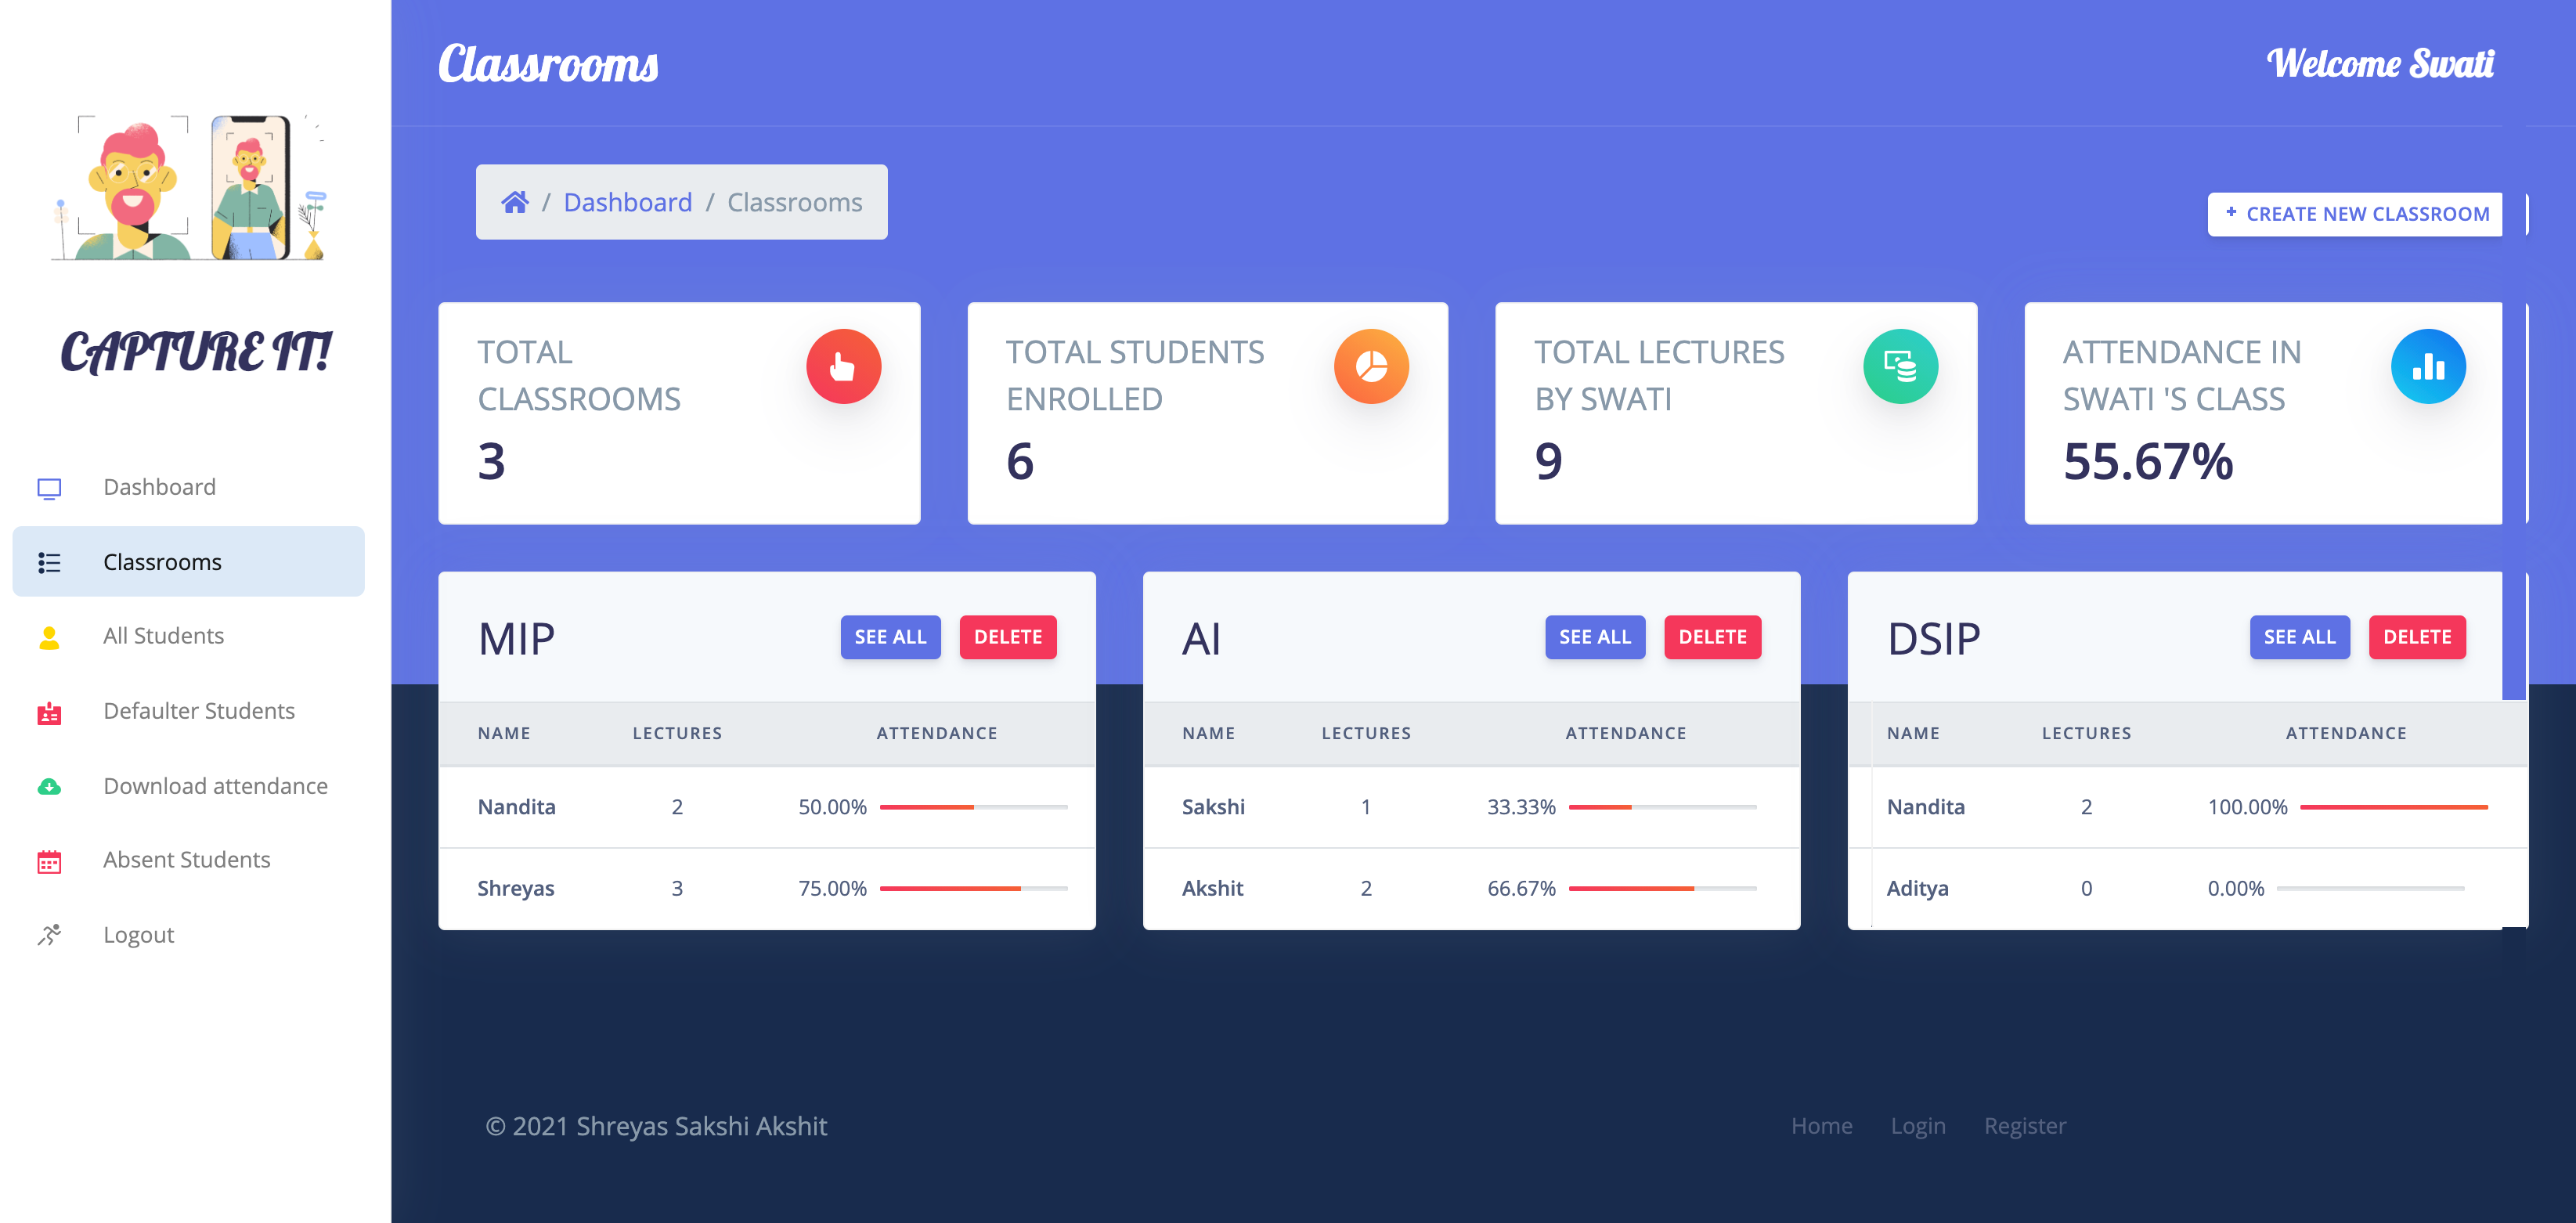 CAPTURE IT!
Dashboard
Classrooms
All Students
Defaulter Students
Download attendance
Absent Students
Logout
Classrooms
Welcome Swati
/ Dashboard / Classrooms
+ CREATE NEW CLASSROOM
TOTAL
CLASSROOMS
3
TOTAL STUDENTS
ENROLLED
6
TOTAL LECTURES
BY SWATI
9
ATTENDANCE IN
SWATI 'S CLASS
55.67%
MIP SEE ALL DELETE
NAME LECTURES ATTENDANCE
Nandita 2 50.00%
Shreyas 3 75.00%
AI SEE ALL DELETE
NAME LECTURES ATTENDANCE
Sakshi 1 33.33%
Akshit 2 66.67%
DSIP SEE ALL DELETE
NAME LECTURES ATTENDANCE
Nandita 2 100.00%
Aditya 0 0.00%
© 2021 Shreyas Sakshi Akshit
Home Login Register